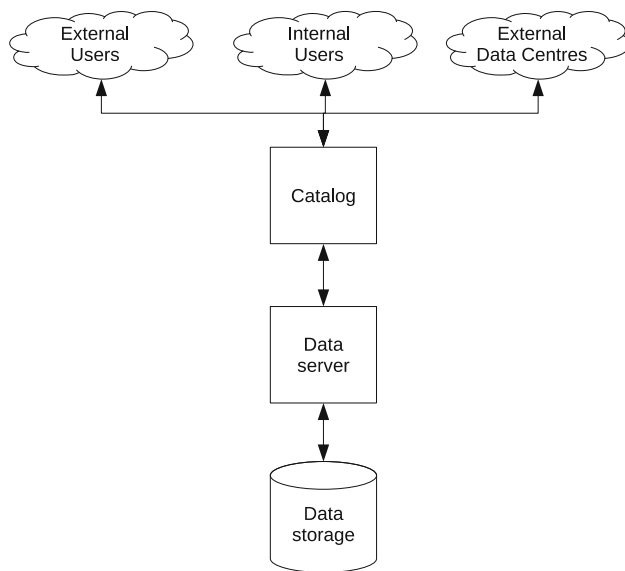 External
Users
Internal
Users
External
Data Centres
Catalog
Data
server
Data
storage